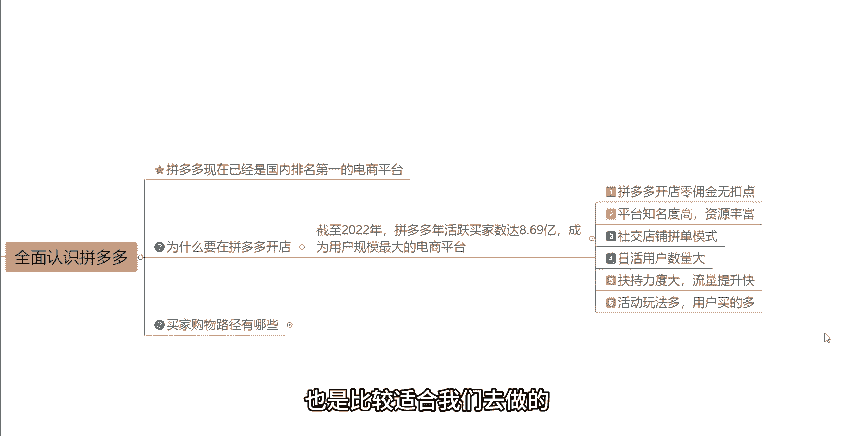 全面认识拼多多
拼多多现在已经是国内排名第一的电商平台
为什么要在拼多多开店
截至2022年,拼多多年活跃买家数达8.69亿,成
为用户规模最大的电商平台
1拼多多开店零佣金无扣点
2平台知名度高,资源丰富
3社交店铺拼单模式
4日活用户数量大
5扶持力度大,流量提升快
6活动玩法多,用户买的多
买家购物路径有哪些
也是比较适合我们去做的